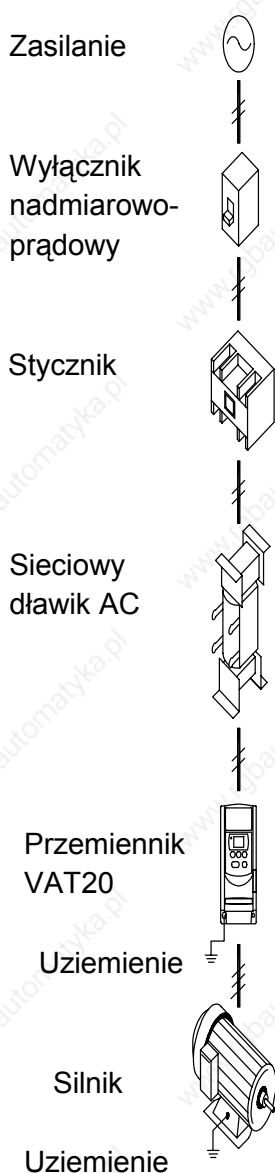 Zasilanie
Wyłącznik
nadmiarowo-
prądowy
Stycznik
Sieciowy
dławik AC
Przemiennik
VAT20
Uziemienie
Silnik
Uziemienie